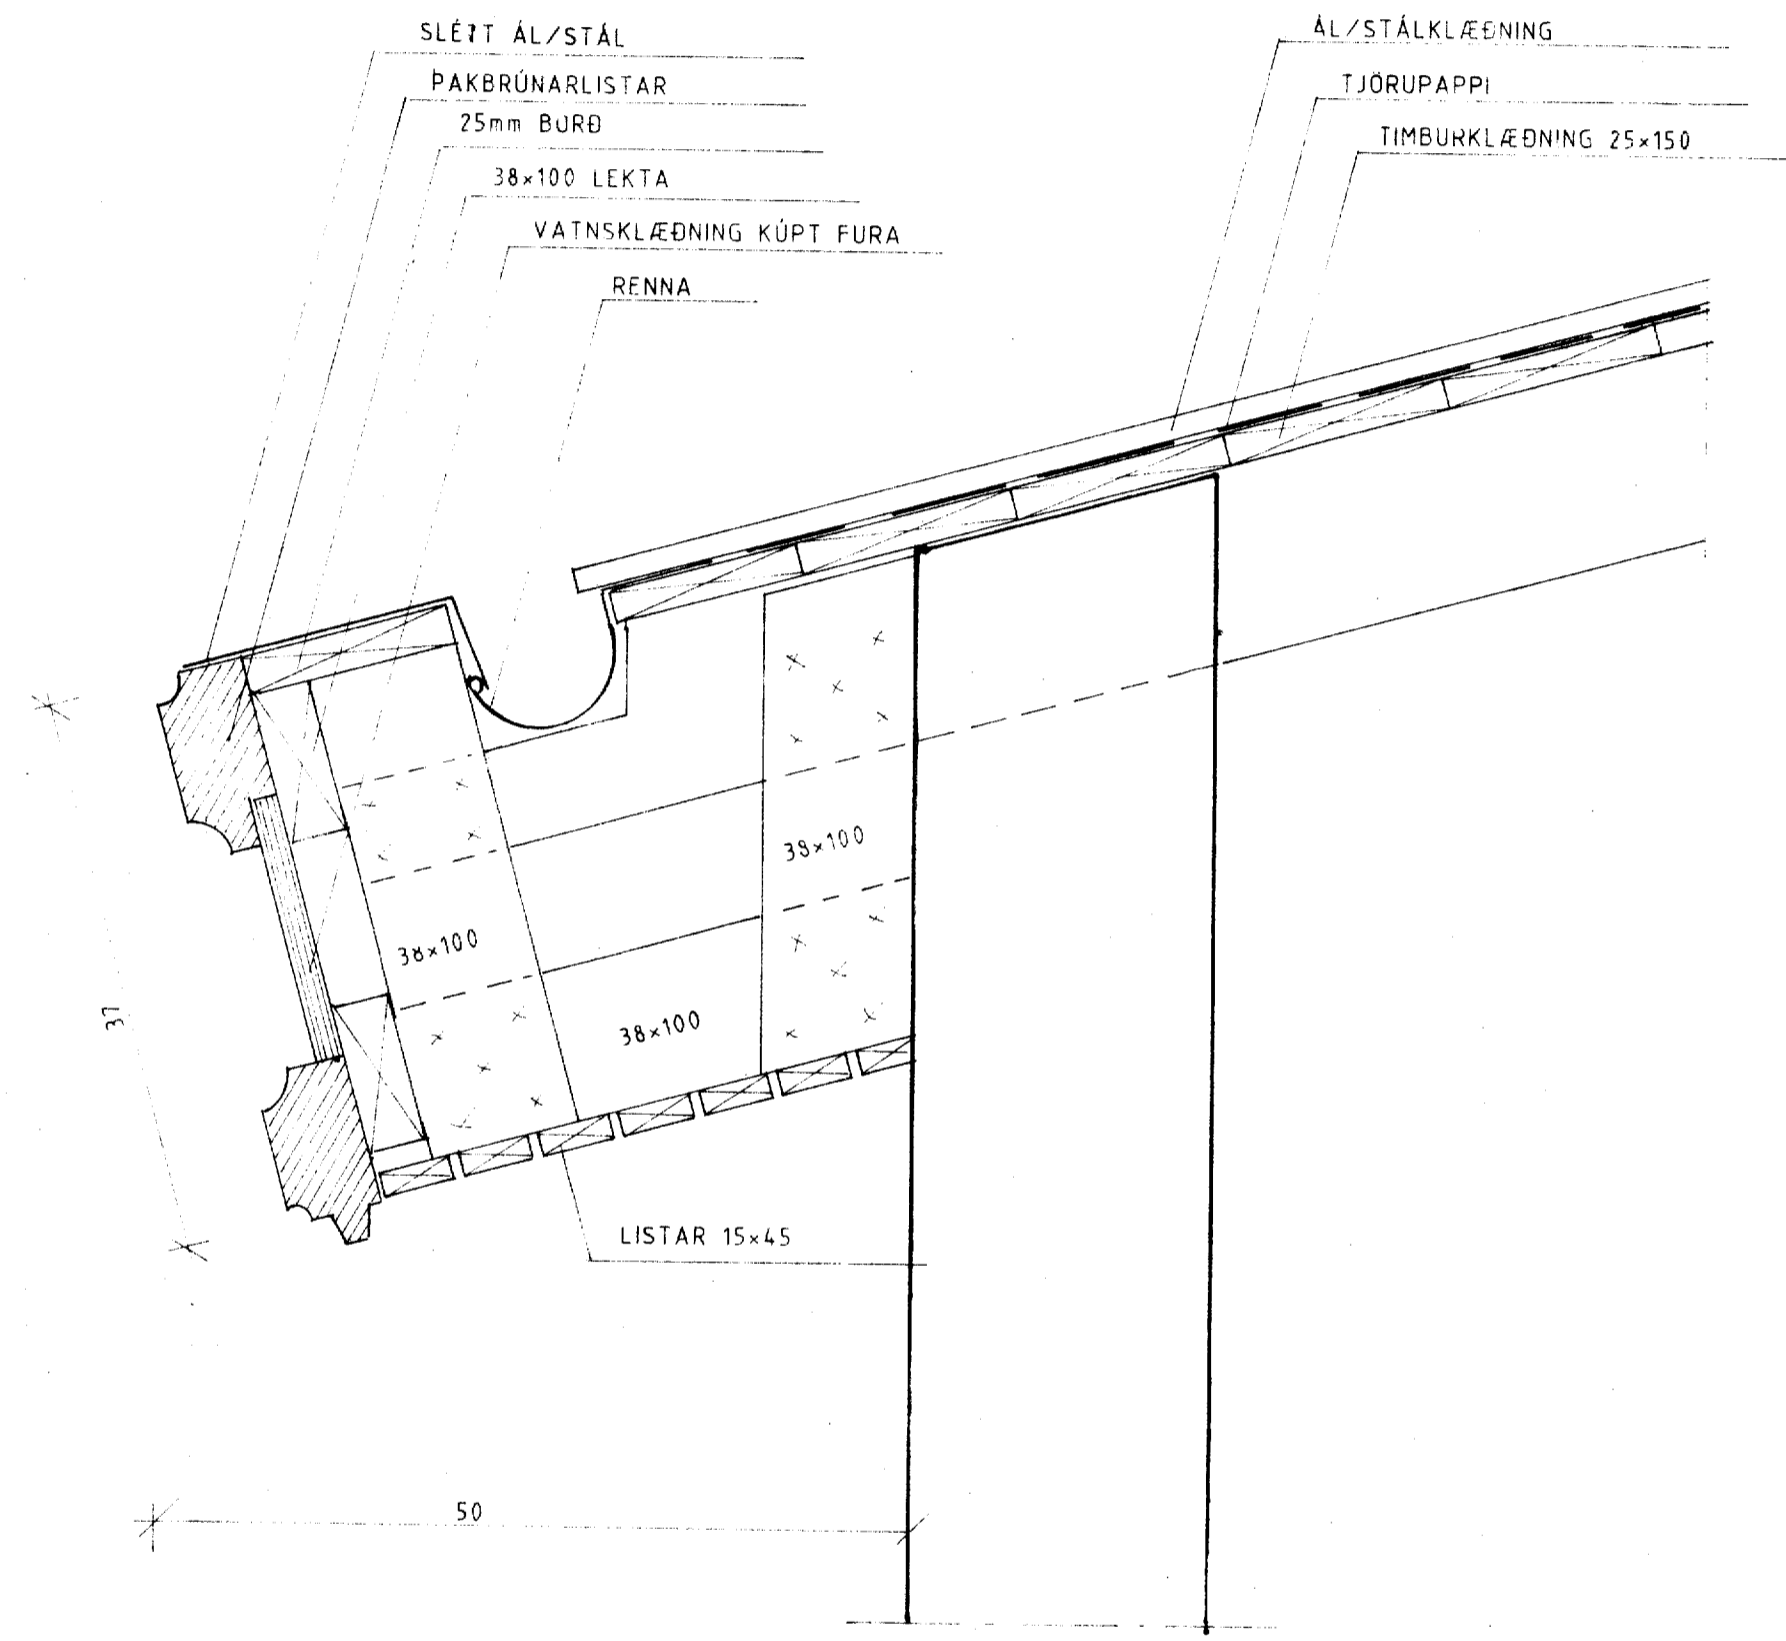 SLÉTT ÁL/STÁL
ÞAKBRÚNARLISTAR
25mm BORÐ
38×100 LEKTA
VATNSKLÆÐNING KÚPT FURA
RENNA
ÁL/STÁLKLÆÐNING
TJÖRUPAPPI
TIMBURKLÆÐNING 25×150
38×100
38×100
38×100
37
LISTAR 15×45
50